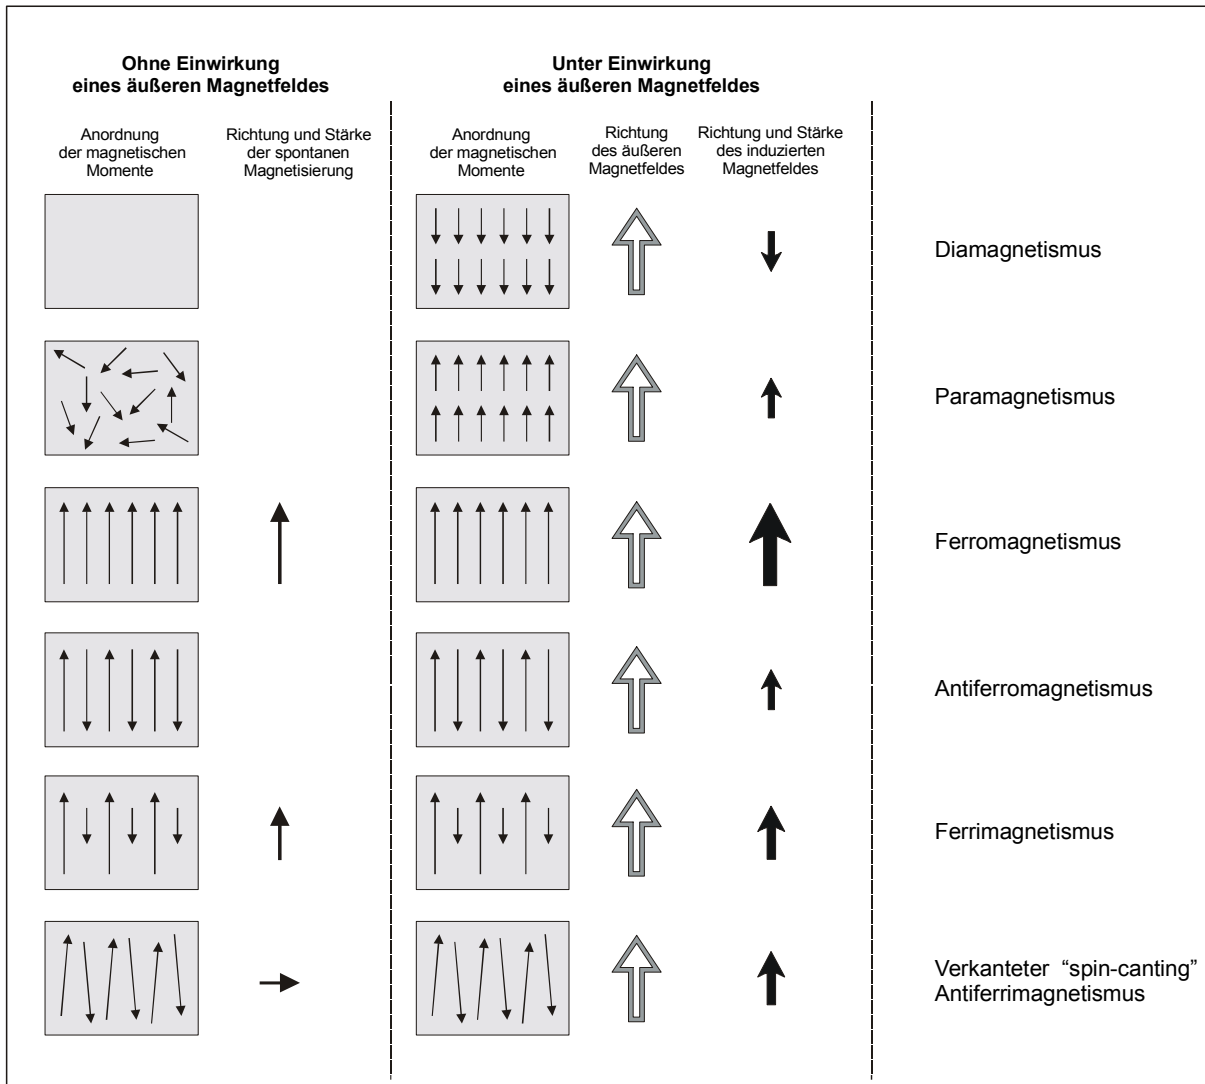 Ohne Einwirkung
eines äußeren Magnetfeldes
Unter Einwirkung
eines äußeren Magnetfeldes
Anordnung
der magnetischen
Momente
Richtung und Stärke
der spontanen
Magnetisierung
Anordnung
der magnetischen
Momente
Richtung
des äußeren
Magnetfeldes
Richtung und Stärke
des induzierten
Magnetfeldes
Diamagnetismus
Paramagnetismus
Ferromagnetismus
Antiferromagnetismus
Ferrimagnetismus
Verkanteter “spin-canting”
Antiferrimagnetismus